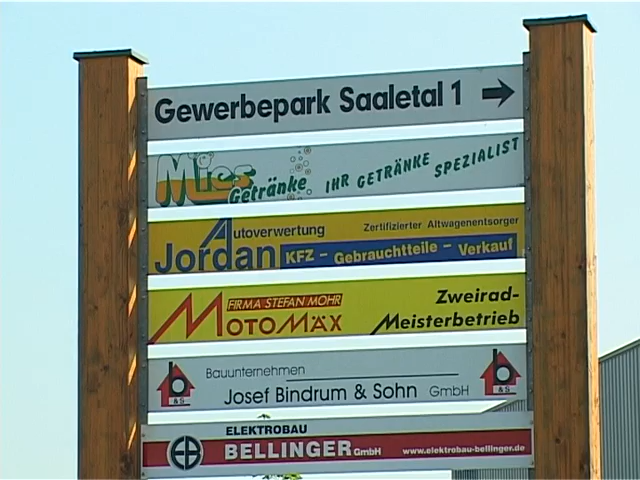 Gewerbepark Saaletal 1
Mies Getränke IHR GETRÄNKE SPEZIALIST
Autoverwertung Zertifizierter Altwagenentsorger
Jordan KFZ - Gebrauchtteile - Verkauf
FIRMA STEFAN MOHR Zweirad-
MOTOMÄX Meisterbetrieb
Bauunternehmen
Josef Bindrum & Sohn GmbH
& S & S
ELEKTROBAU
BELLINGER GmbH www.elektrobau-bellinger.de